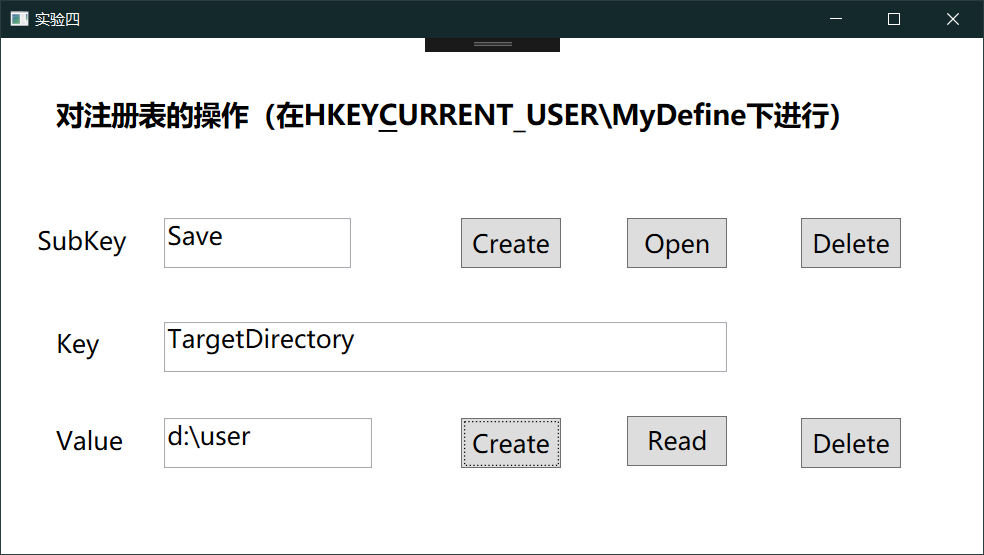 实验四
对注册表的操作（在HKEYCURRENT_USER\MyDefine下进行）
SubKey Save Create Open Delete
Key TargetDirectory
Value d:\user Create Read Delete